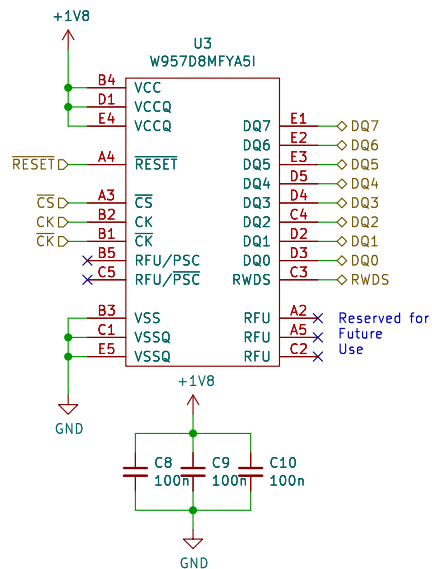 +1V8
U3
W957D8MFYA5I
B4 VCC
D1 VCCQ
E4 VCCQ
E1 DQ7 DQ7
E2 DQ6 DQ6
RESET A4 RESET
E3 DQ5 DQ5
D5 DQ4 DQ4
CS A3 CS
D4 DQ3 DQ3
CK B2 CK
C4 DQ2 DQ2
CK B1 CK
D2 DQ1 DQ1
B5 RFU/PSC
D3 DQ0 DQ0
C5 RFU/PSC
C3 RWDS RWDS
B3 VSS
RFU A2
C1 VSSQ
RFU A5
E5 VSSQ
RFU C2
Reserved for
Future
Use
GND
+1V8
C8
100n
C9
100n
C10
100n
GND